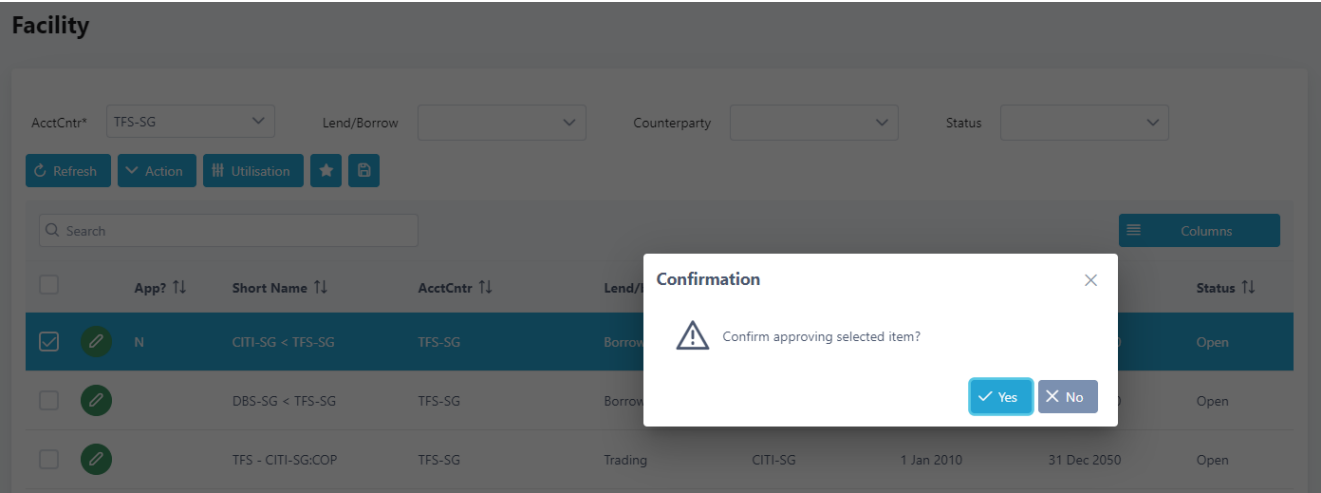 Facility
AcctCntr* TFS-SG Lend/Borrow Counterparty Status
Refresh Action Utilisation
Search Columns
App? Short Name AcctCntr Status
N CITI-SG < TFS-SG TFS-SG Open
DBS-SG < TFS-SG TFS-SG Open
TFS - CITI-SG:COP TFS-SG Trading CITI-SG 1 Jan 2010 31 Dec 2050 Open
Confirmation
Confirm approving selected item?
Yes No